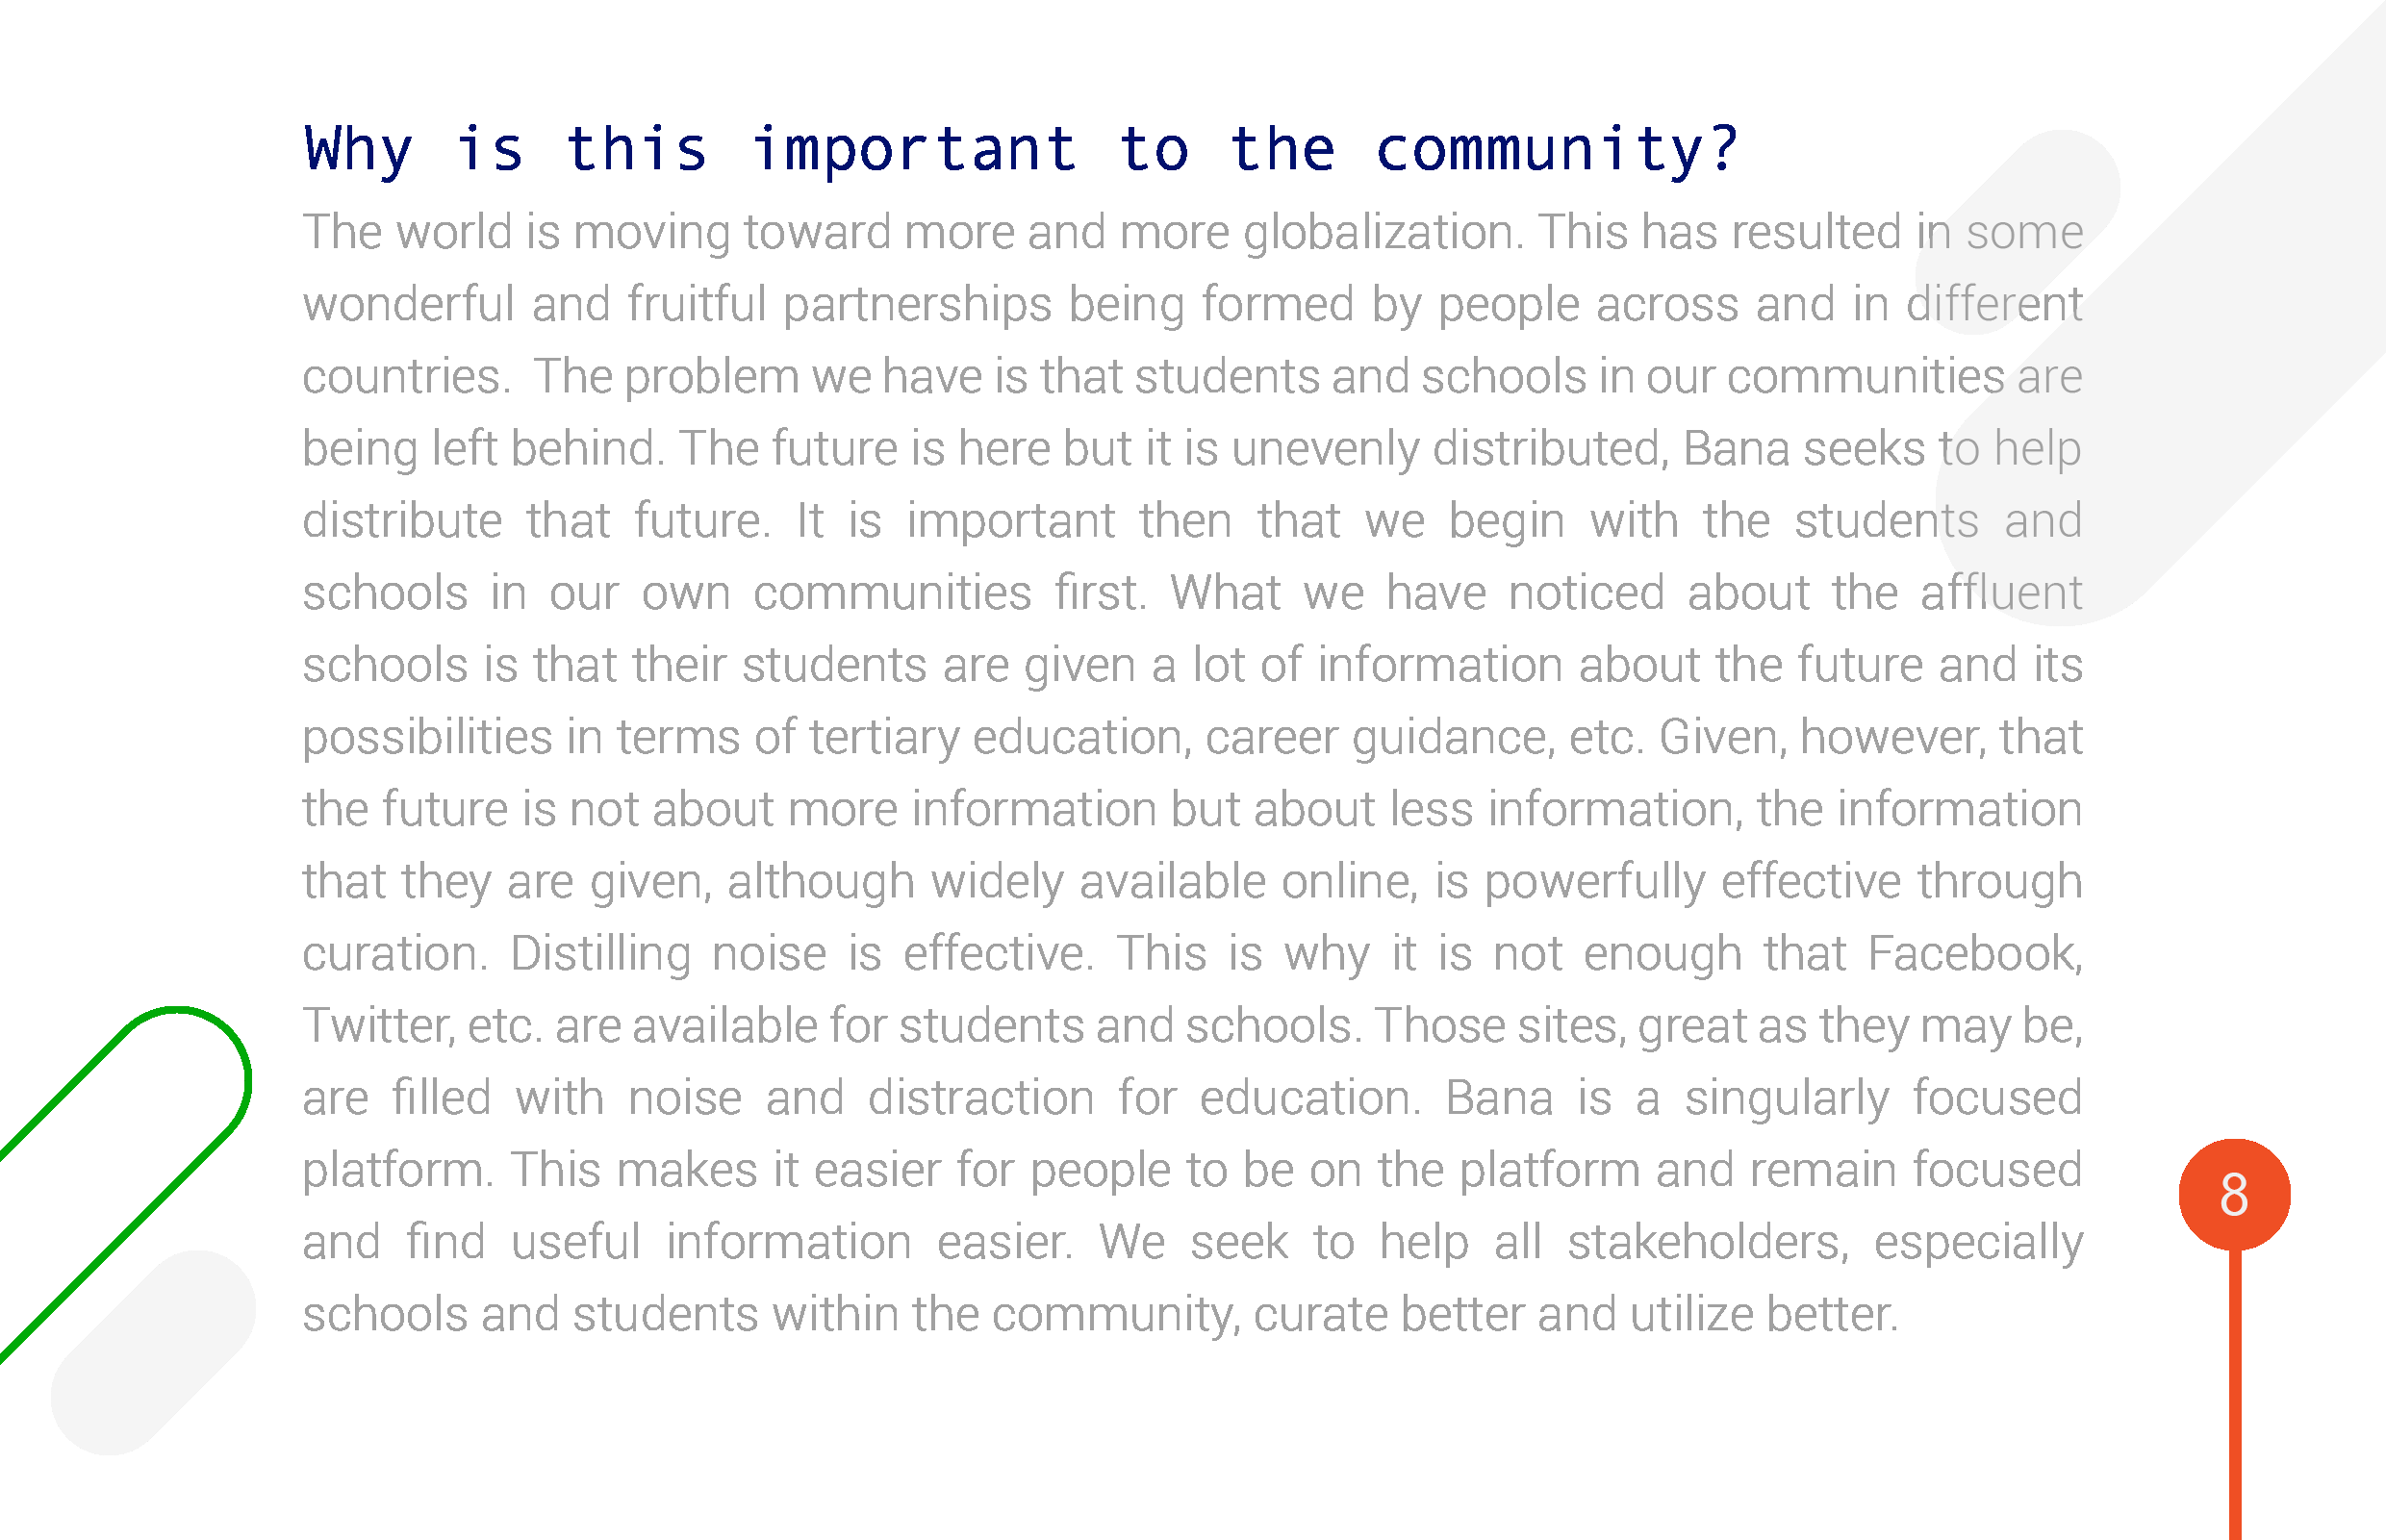 Why is this important to the community?
The world is moving toward more and more globalization. This has resulted in some
wonderful and fruitful partnerships being formed by people across and in different
countries. The problem we have is that students and schools in our communities are
being left behind. The future is here but it is unevenly distributed, Bana seeks to help
distribute that future. It is important then that we begin with the students and
schools in our own communities first. What we have noticed about the affluent
schools is that their students are given a lot of information about the future and its
possibilities in terms of tertiary education, career guidance, etc. Given, however, that
the future is not about more information but about less information, the information
that they are given, although widely available online, is powerfully effective through
curation. Distilling noise is effective. This is why it is not enough that Facebook,
Twitter, etc. are available for students and schools. Those sites, great as they may be,
are filled with noise and distraction for education. Bana is a singularly focused
platform. This makes it easier for people to be on the platform and remain focused
and find useful information easier. We seek to help all stakeholders, especially
schools and students within the community, curate better and utilize better.
8